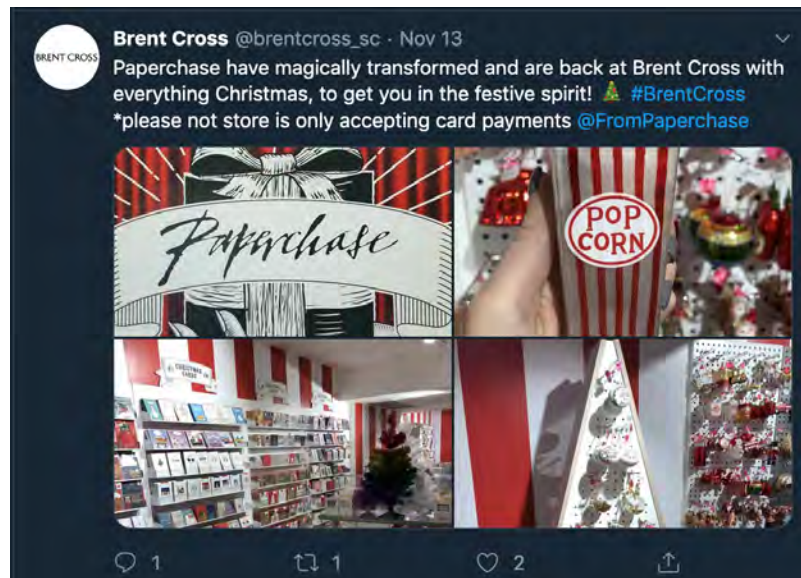 BRENT CROSS
Brent Cross @brentcross_sc · Nov 13
Paperchase have magically transformed and are back at Brent Cross with
everything Christmas, to get you in the festive spirit! 🎄 #BrentCross
*please not store is only accepting card payments @FromPaperchase
Paperchase
POP
CORN
CHRISTMAS
1 1 2